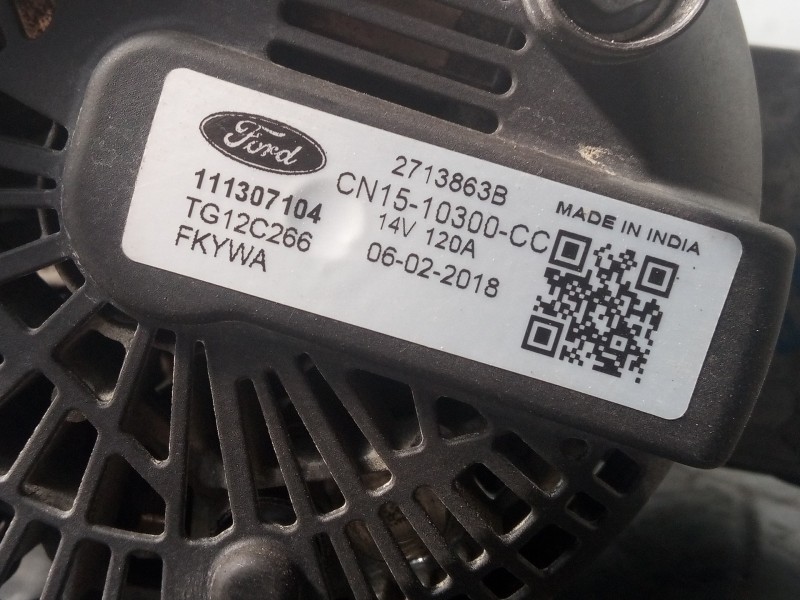 Ford
111307104
TG12C266
FKYWA
2713863B
CN15-10300-CC
14V 120A
06-02-2018
MADE IN INDIA